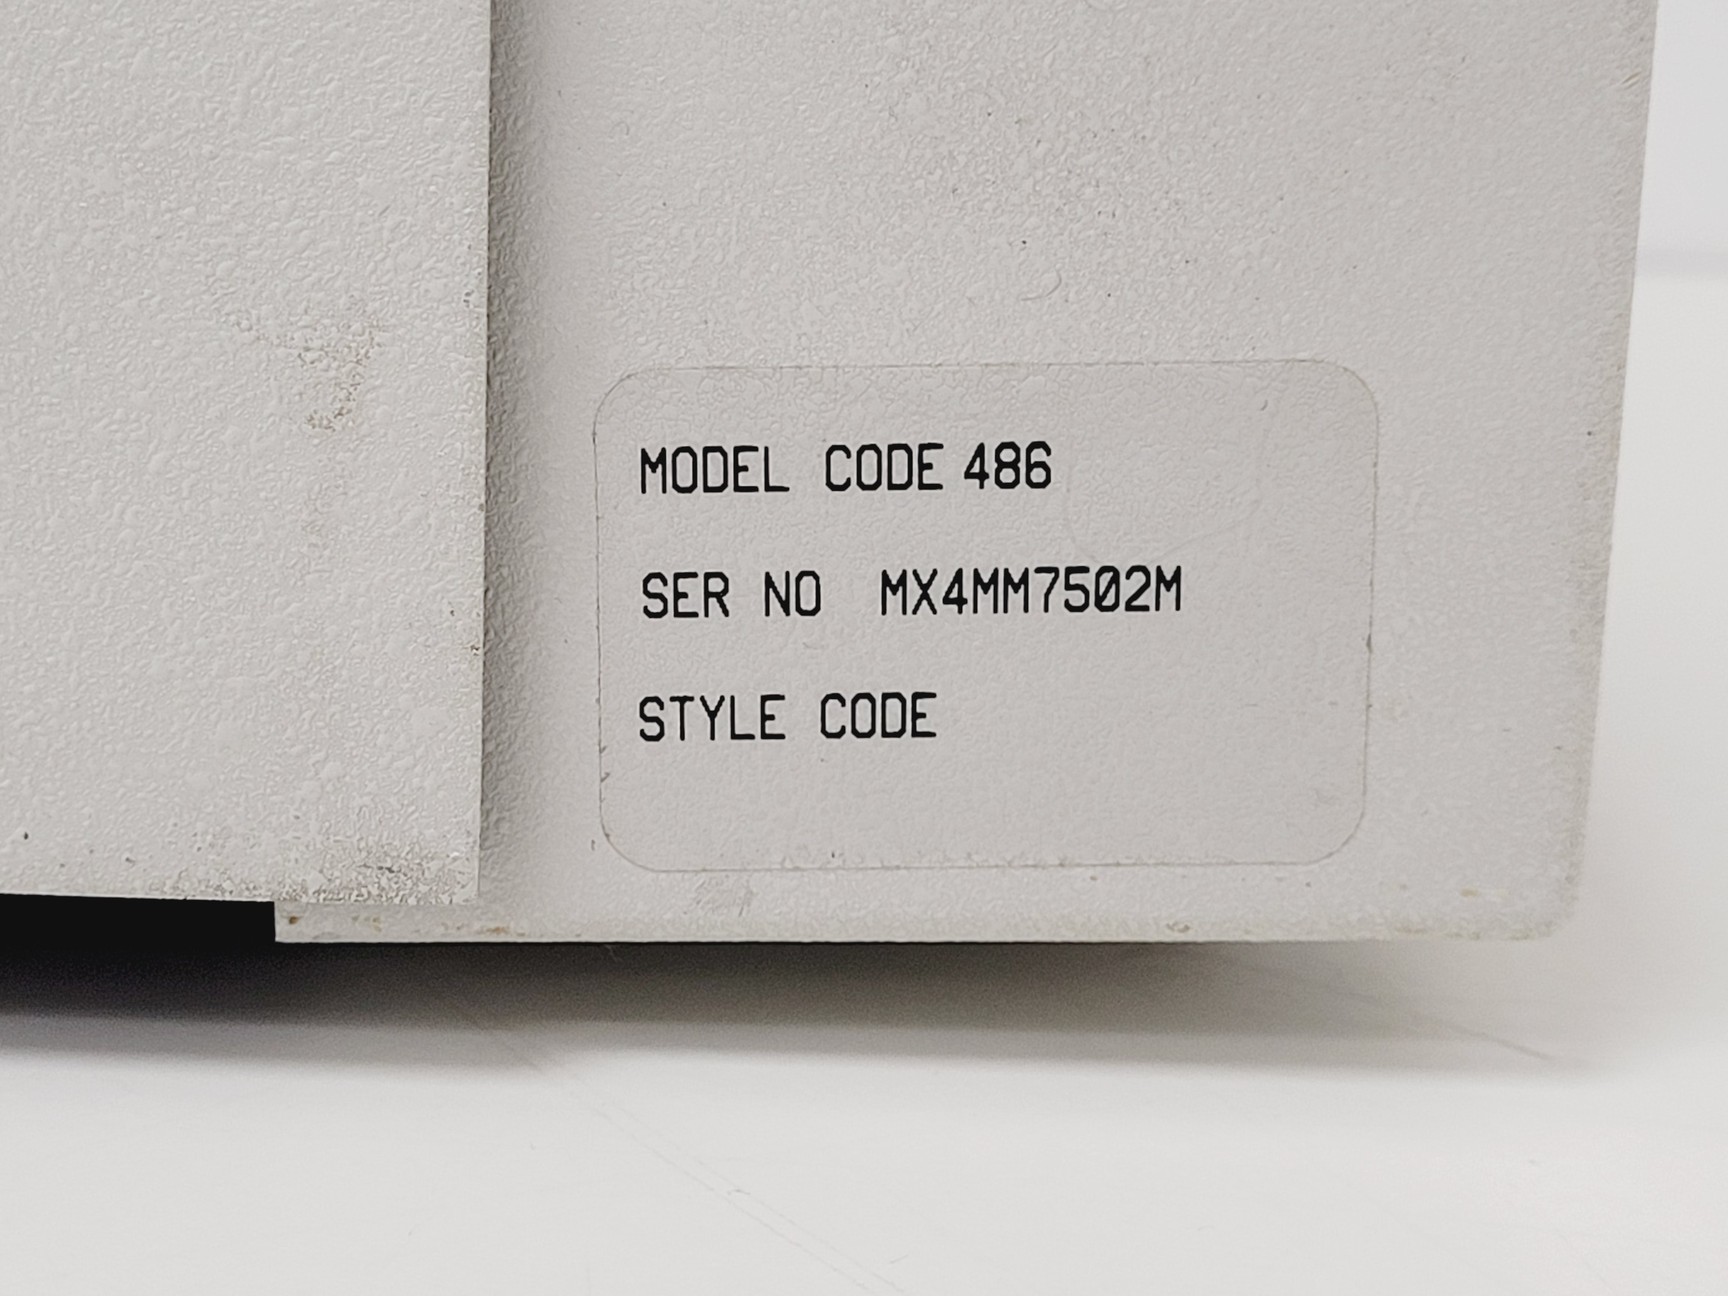 MODEL CODE 486
SER NO MX4MM7502M
STYLE CODE